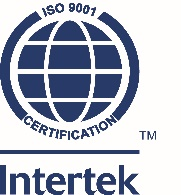 ISO 9001
CERTIFICATION
TM
Intertek